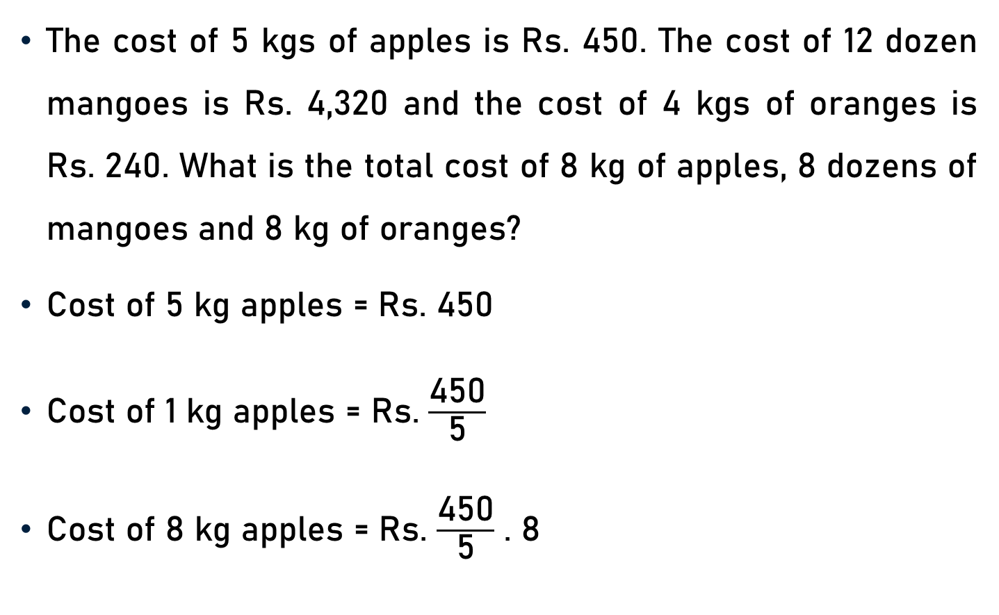 • The cost of 5 kgs of apples is Rs. 450. The cost of 12 dozen
mangoes is Rs. 4,320 and the cost of 4 kgs of oranges is
Rs. 240. What is the total cost of 8 kg of apples, 8 dozens of
mangoes and 8 kg of oranges?
• Cost of 5 kg apples = Rs. 450
• Cost of 1 kg apples = Rs. 450/5
• Cost of 8 kg apples = Rs. 450/5 . 8